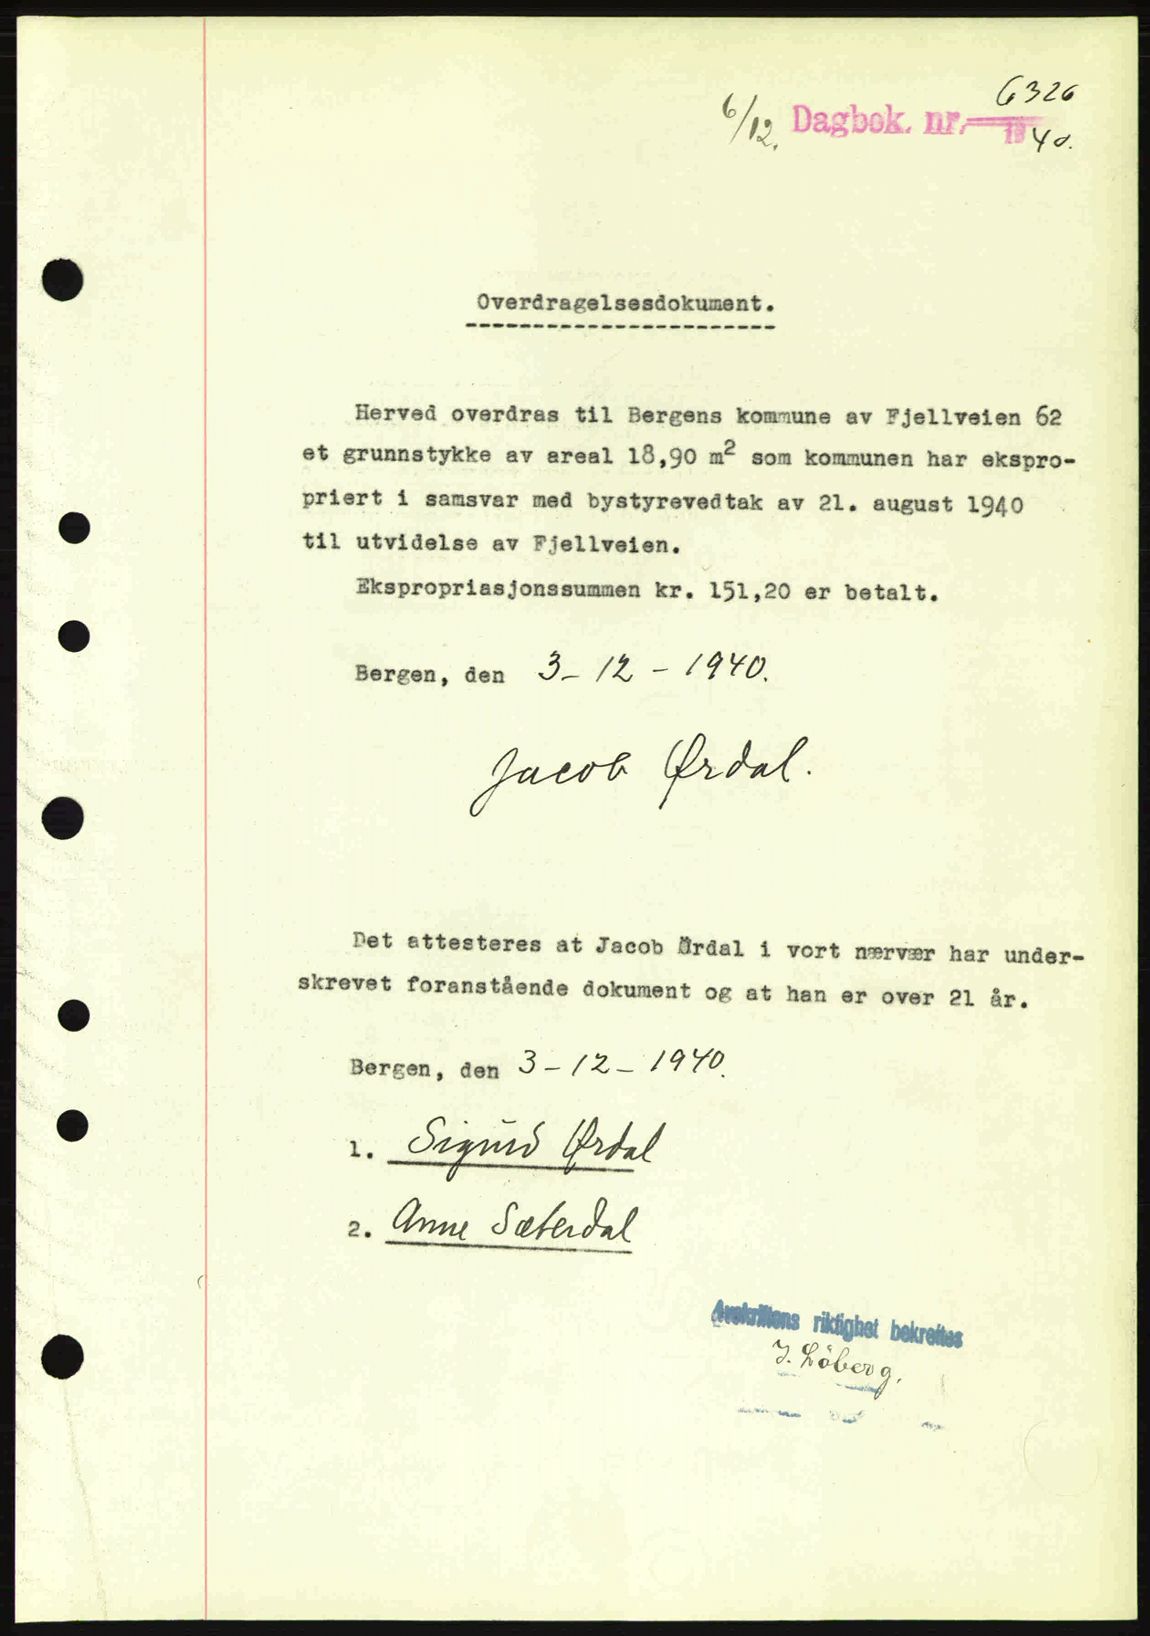 6326
6/12. Dagbok. nr.
1940.
Overdragelsesdokument.
Herved overdras til Bergens kommune av Fjellveien 62
et grunnstykke av areal 18,90 m² som kommunen har ekspro-
priert i samsvar med bystyrevedtak av 21. august 1940
til utvidelse av Fjellveien.
Ekspropriasjonssummen kr. 151,20 er betalt.
Bergen, den 3-12-1940.
Jacob Ørdal.
Det attesteres at Jacob Ørdal i vort nærvær har under-
skrevet foranstående dokument og at han er over 21 år.
Bergen, den 3-12-1940.
1. Sigurd Ørdal
2. Anne Sæterdal
Avskriftens riktighet bekreftes
J. Löberg.